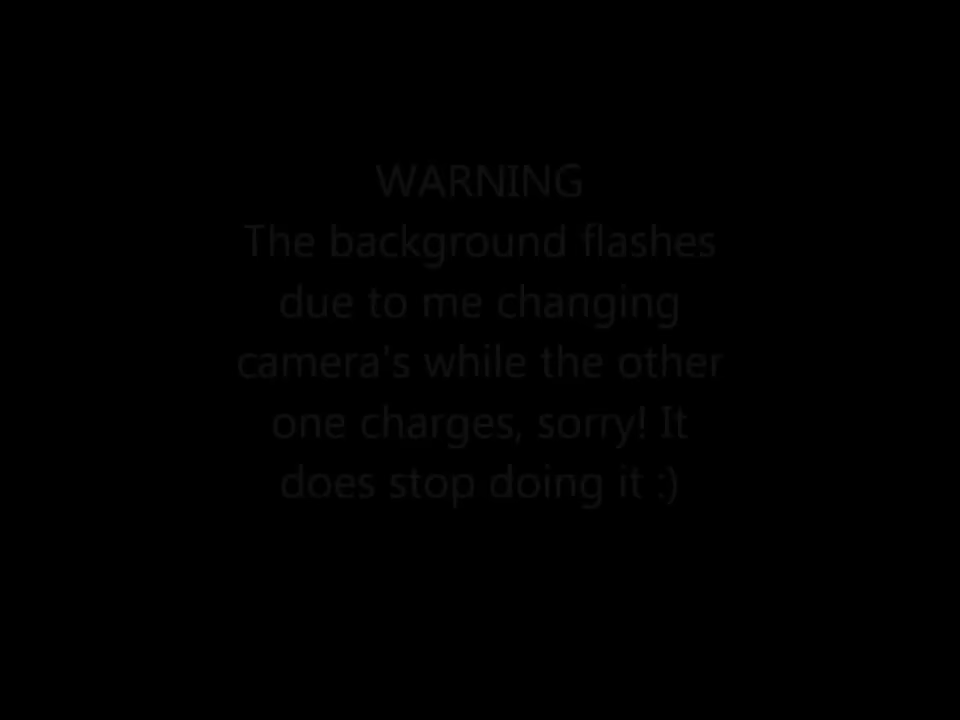 WARNING
The background flashes
due to me changing
camera's while the other
one charges, sorry! It
does stop doing it :)